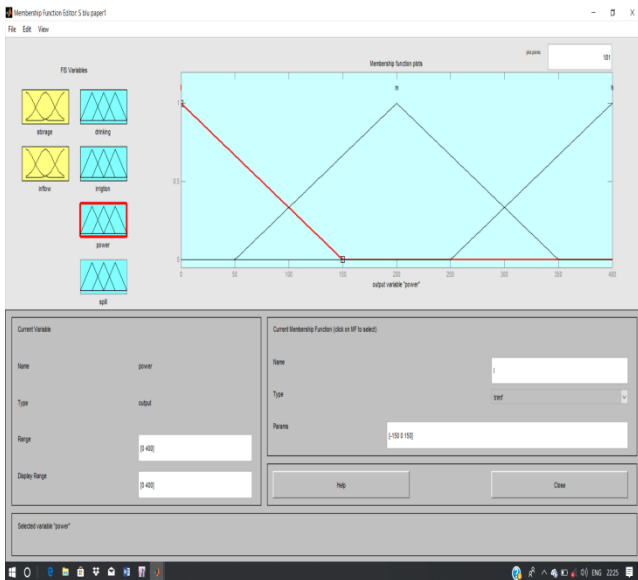 Membership Function Editor: S blu paper1
File Edit View
FIS Variables
Membership function plots
plot points:
181
storage
drinking
inflow
irrigtion
power
spill
l
m
h
1
0.5
0
0 50 100 150 200 250 300 350 400
output variable "power"
Current Variable
Name power
Type output
Range [0 400]
Display Range [0 400]
Current Membership Function (click on MF to select)
Name l
Type trimf
Params [-150 0 150]
Help
Close
Selected variable "power"
ENG 2225